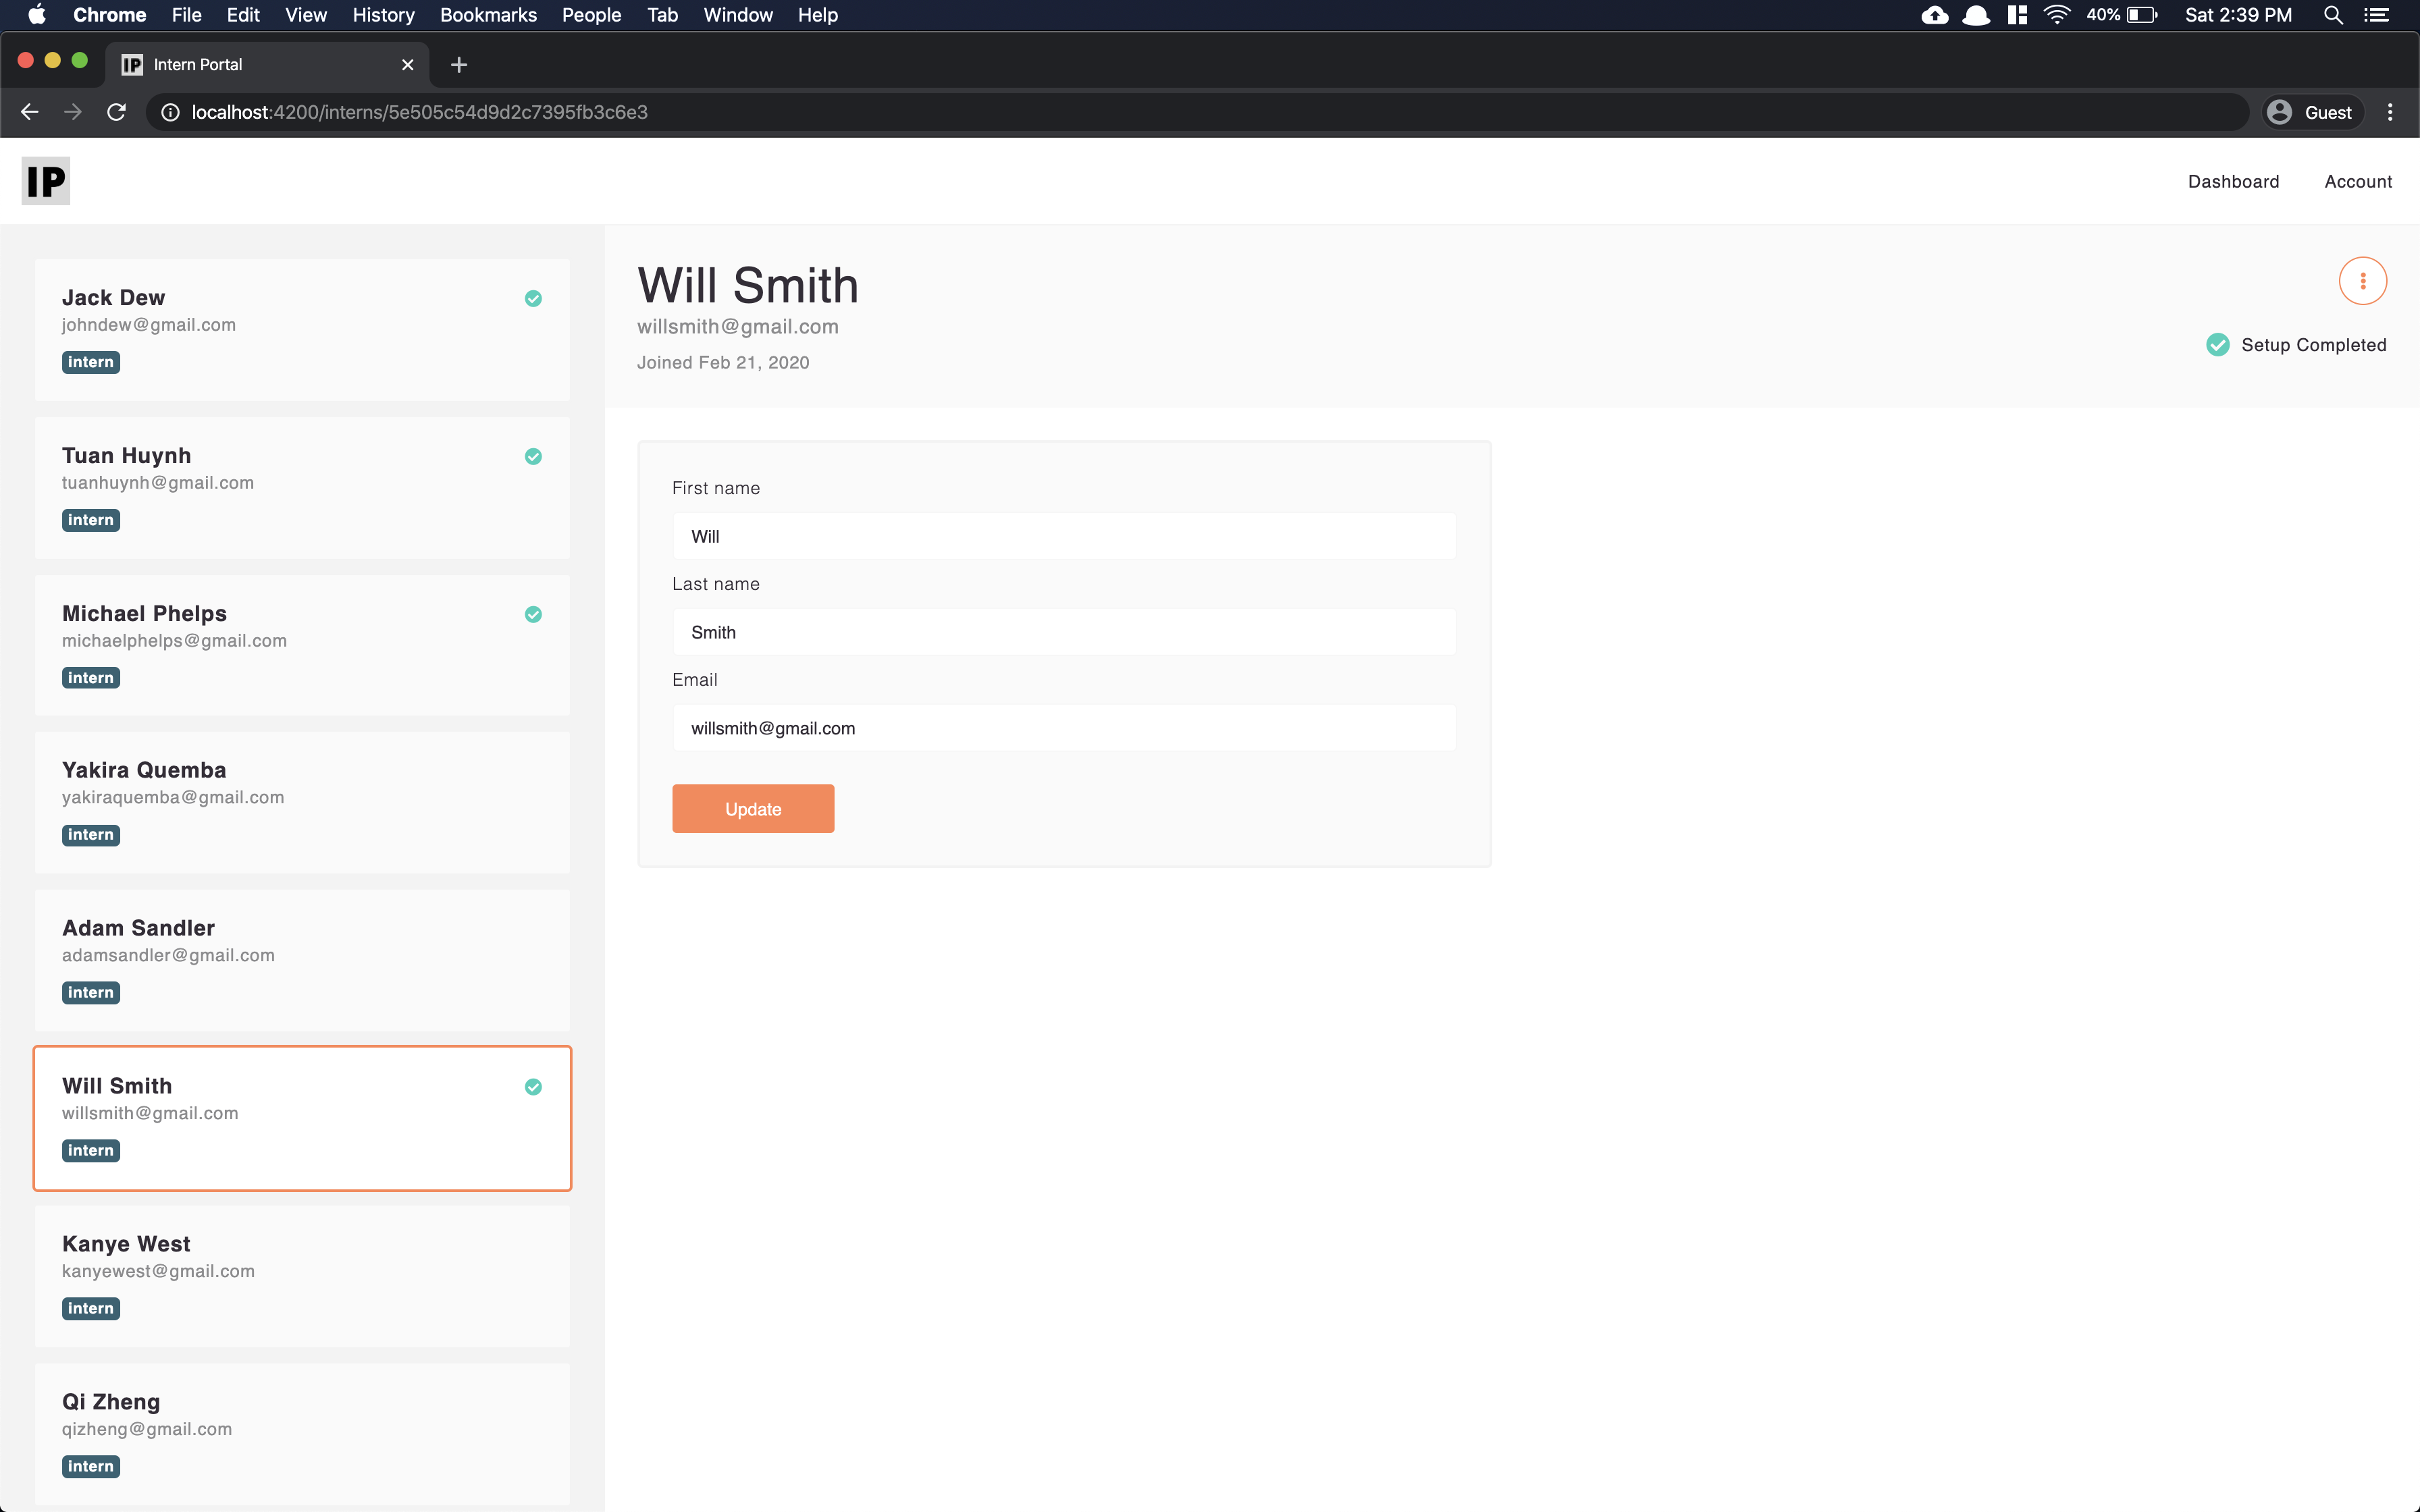 Chrome File Edit View History Bookmarks People Tab Window Help 40% Sat 2:39 PM
IP Intern Portal
localhost:4200/interns/5e505c54d9d2c7395fb3c6e3 Guest
IP Dashboard Account
Jack Dew
johndew@gmail.com
intern
Tuan Huynh
tuanhuynh@gmail.com
intern
Michael Phelps
michaelphelps@gmail.com
intern
Yakira Quemba
yakiraquemba@gmail.com
intern
Adam Sandler
adamsandler@gmail.com
intern
Will Smith
willsmith@gmail.com
intern
Kanye West
kanyewest@gmail.com
intern
Qi Zheng
qizheng@gmail.com
intern
Will Smith
willsmith@gmail.com
Joined Feb 21, 2020
Setup Completed
First name
Will
Last name
Smith
Email
willsmith@gmail.com
Update